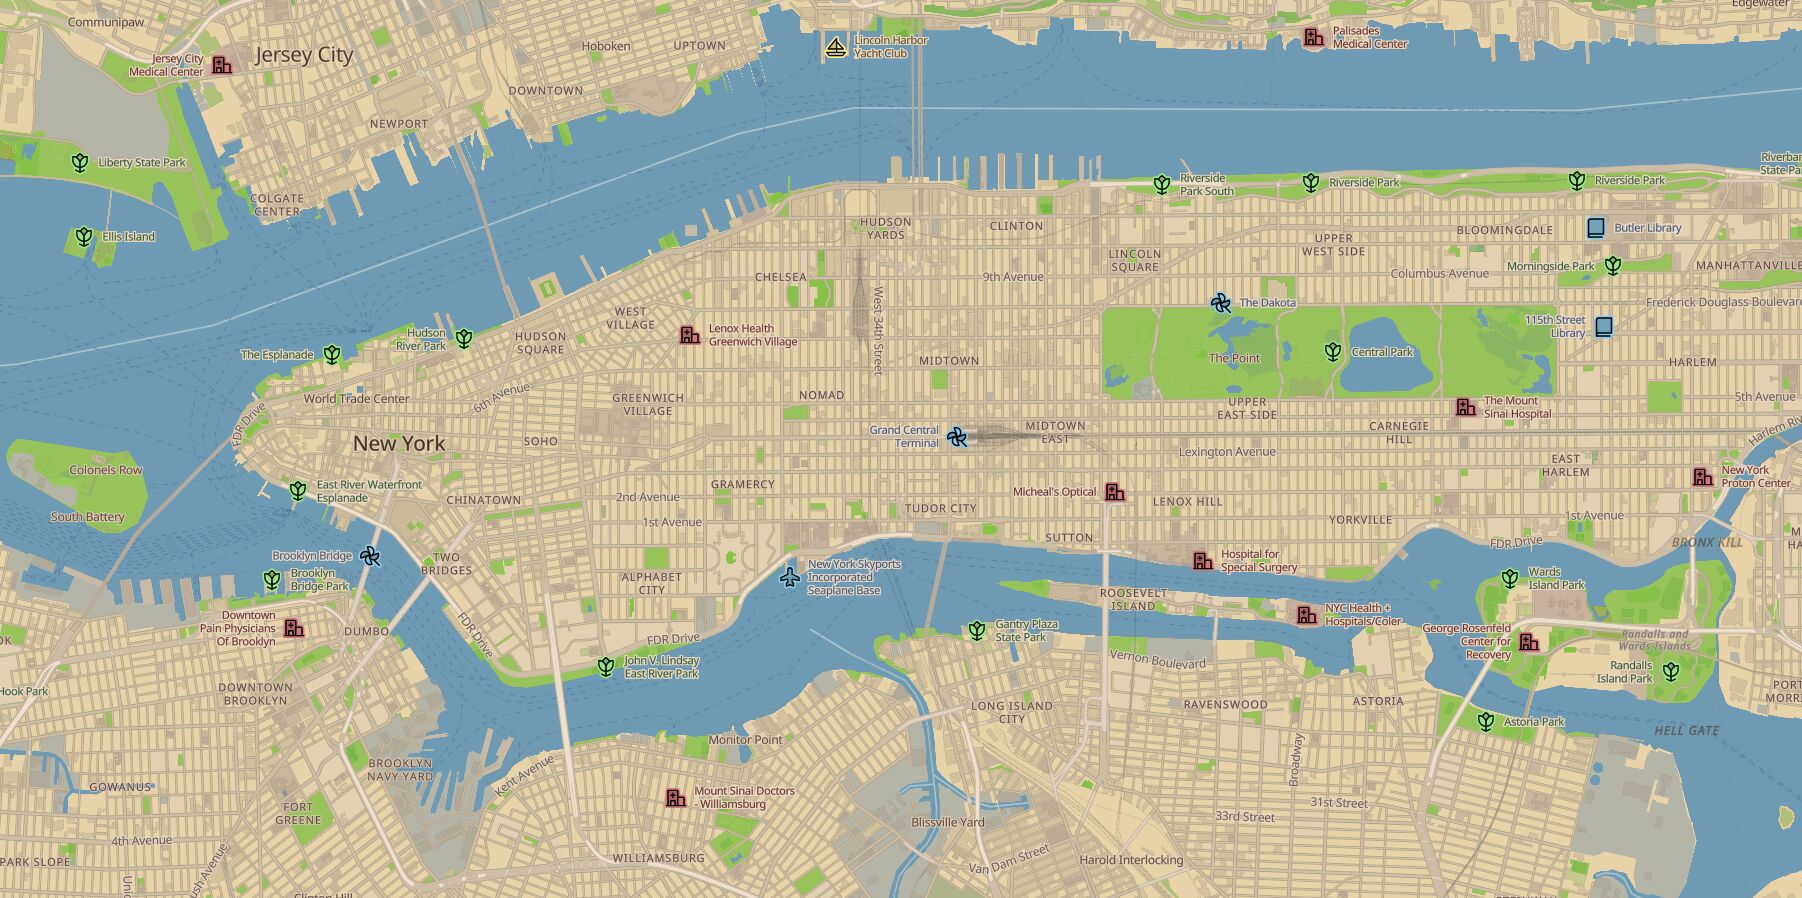 Communipaw
Jersey City
Medical Center
Jersey City
Hoboken
UPTOWN
Lincoln Harbor
Yacht Club
Palisades
Medical Center
Edgewater
DOWNTOWN
NEWPORT
Liberty State Park
COLGATE
CENTER
Ellis Island
Riverside
Park South
Riverside Park
Riverside Park
HUDSON
YARDS
CLINTON
LINCOLN
SQUARE
UPPER
WEST SIDE
BLOOMINGDALE
Butler Library
Morningside Park
MANHATTANVILLE
CHELSEA
9th Avenue
Columbus Avenue
West 34th Street
The Dakota
Frederick Douglass Boulevard
WEST
VILLAGE
Lenox Health
Greenwich Village
115th Street
Library
Hudson
River Park
HUDSON
SQUARE
The Esplanade
MIDTOWN
The Point
Central Park
HARLEM
World Trade Center
6th Avenue
GREENWICH
VILLAGE
NOMAD
UPPER
EAST SIDE
The Mount
Sinai Hospital
5th Avenue
FDR Drive
New York
SOHO
Grand Central
Terminal
MIDTOWN
EAST
CARNEGIE
HILL
Lexington Avenue
EAST
HARLEM
Colonels Row
South Battery
East River Waterfront
Esplanade
CHINATOWN
2nd Avenue
GRAMERCY
Micheal's Optical
LENOX HILL
New York
Proton Center
1st Avenue
TUDOR CITY
YORKVILLE
1st Avenue
SUTTON
FDR Drive
BRONX KILL
Brooklyn Bridge
TWO
BRIDGES
Brooklyn
Bridge Park
ALPHABET
CITY
New York Skyports
Incorporated
Seaplane Base
Hospital for
Special Surgery
Wards
Island Park
ROOSEVELT
ISLAND
NYC Health +
Hospitals/Coler
Downtown
Pain Physicians
Of Brooklyn
DUMBO
FDR Drive
FDR Drive
Gantry Plaza
State Park
George Rosenfeld
Center for
Recovery
Randalls and
Wards Islands
John V. Lindsay
East River Park
Vernon Boulevard
Randalls
Island Park
Hook Park
DOWNTOWN
BROOKLYN
LONG ISLAND
CITY
RAVENSWOOD
ASTORIA
Astoria Park
HELL GATE
Monitor Point
Broadway
BROOKLYN
NAVY YARD
Kent Avenue
GOWANUS
FORT
GREENE
Mount Sinai Doctors
- Williamsburg
31st Street
33rd Street
Blissville Yard
4th Avenue
PARK SLOPE
WILLIAMSBURG
Van Dam Street
Harold Interlocking
Clinton Hill